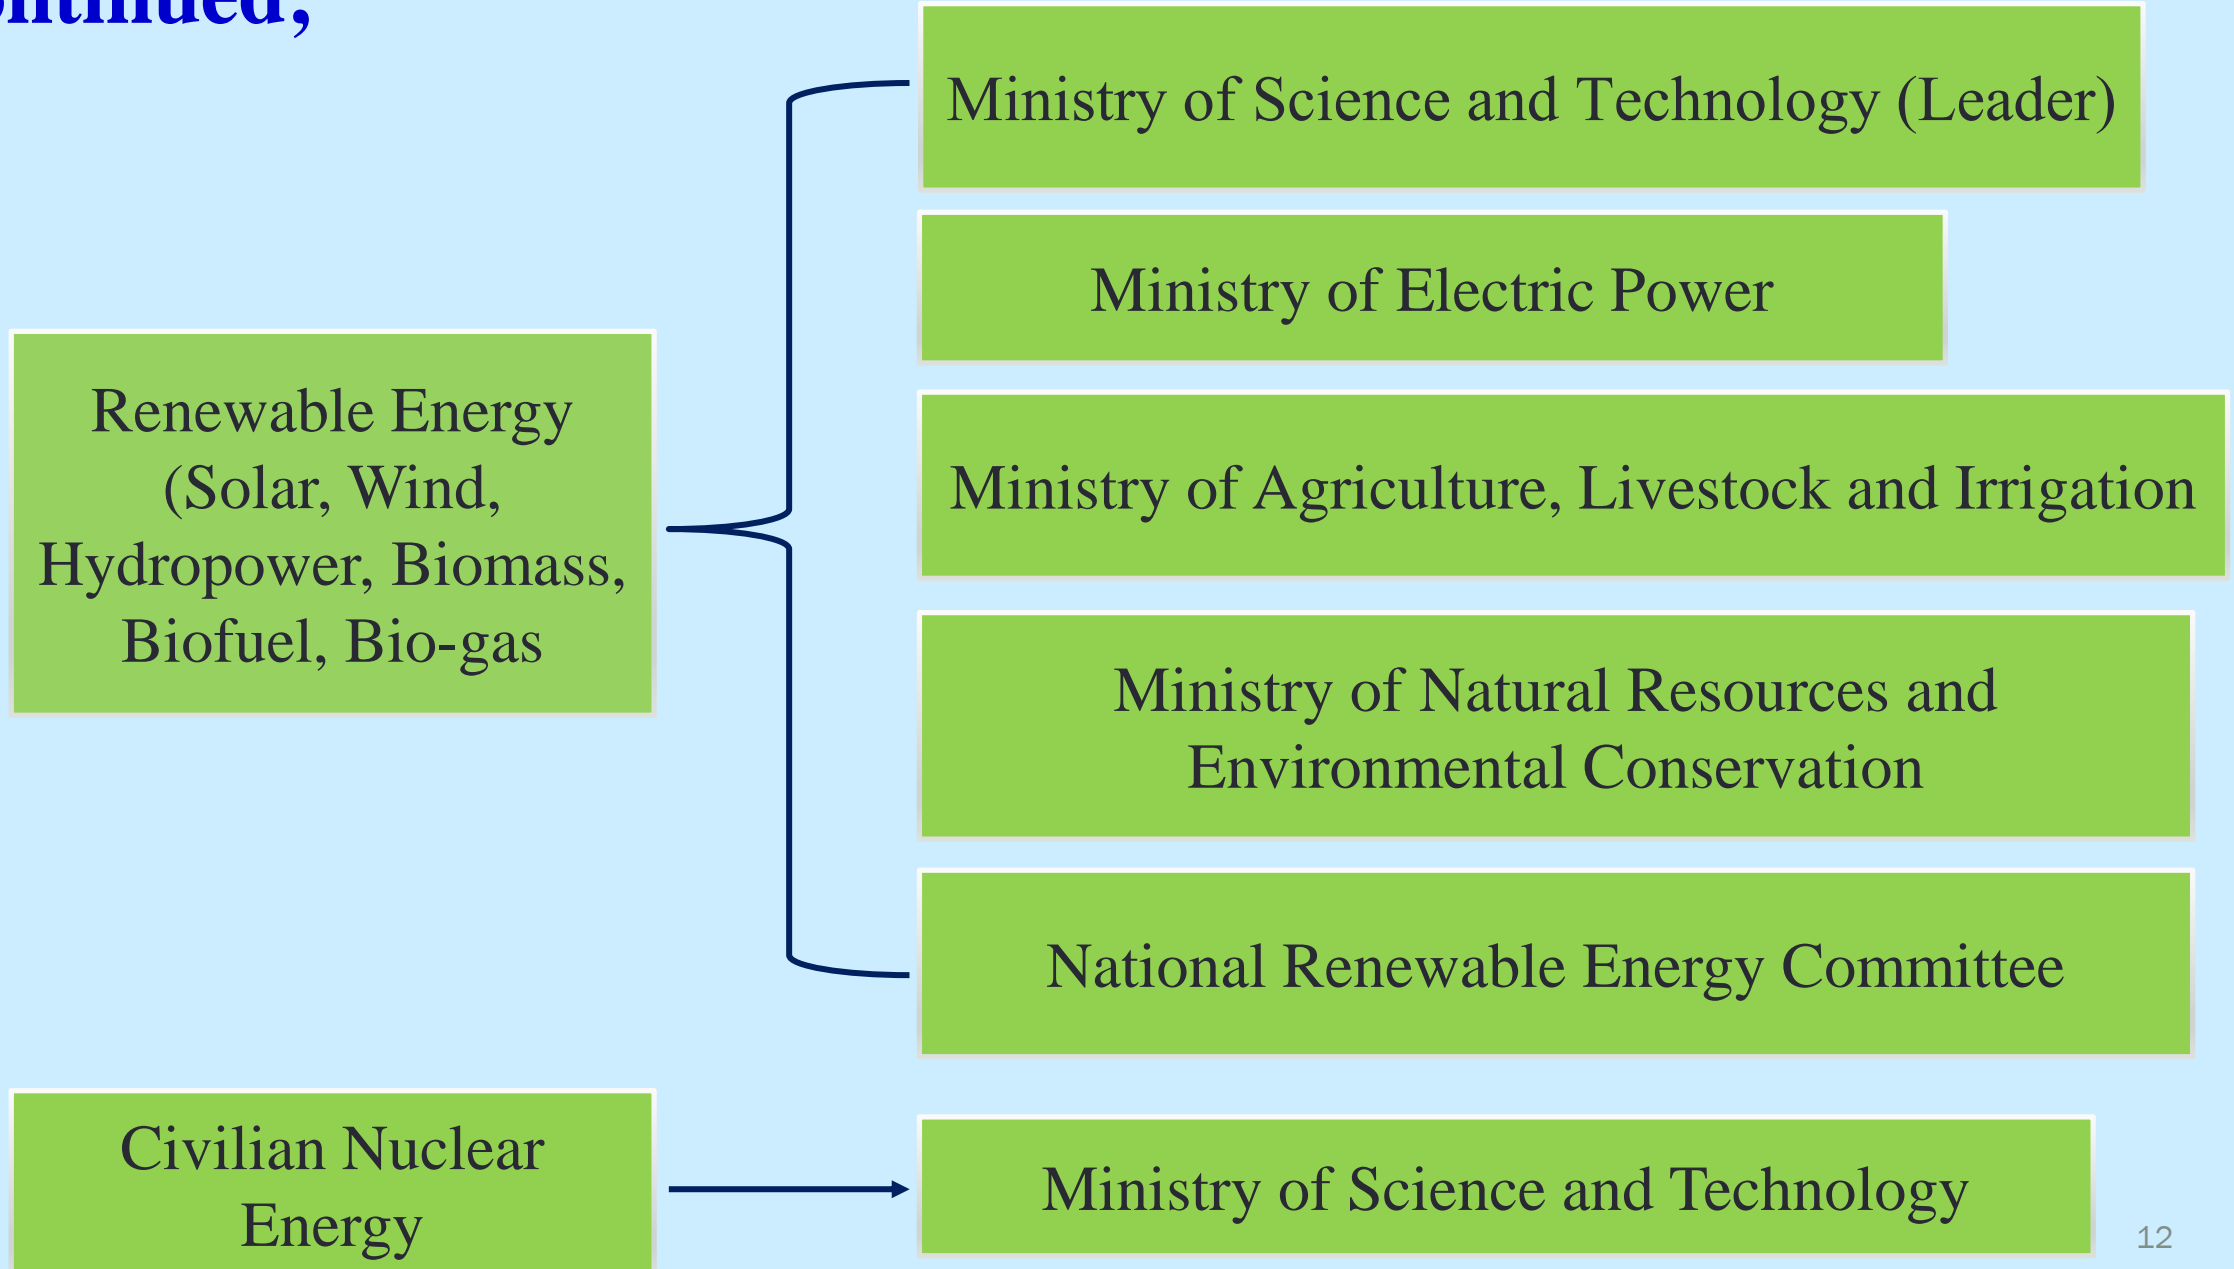 Ministry of Science and Technology (Leader)
Ministry of Electric Power
Renewable Energy
(Solar, Wind,
Hydropower, Biomass,
Biofuel, Bio-gas
Ministry of Agriculture, Livestock and Irrigation
Ministry of Natural Resources and
Environmental Conservation
National Renewable Energy Committee
Civilian Nuclear
Energy
Ministry of Science and Technology
12